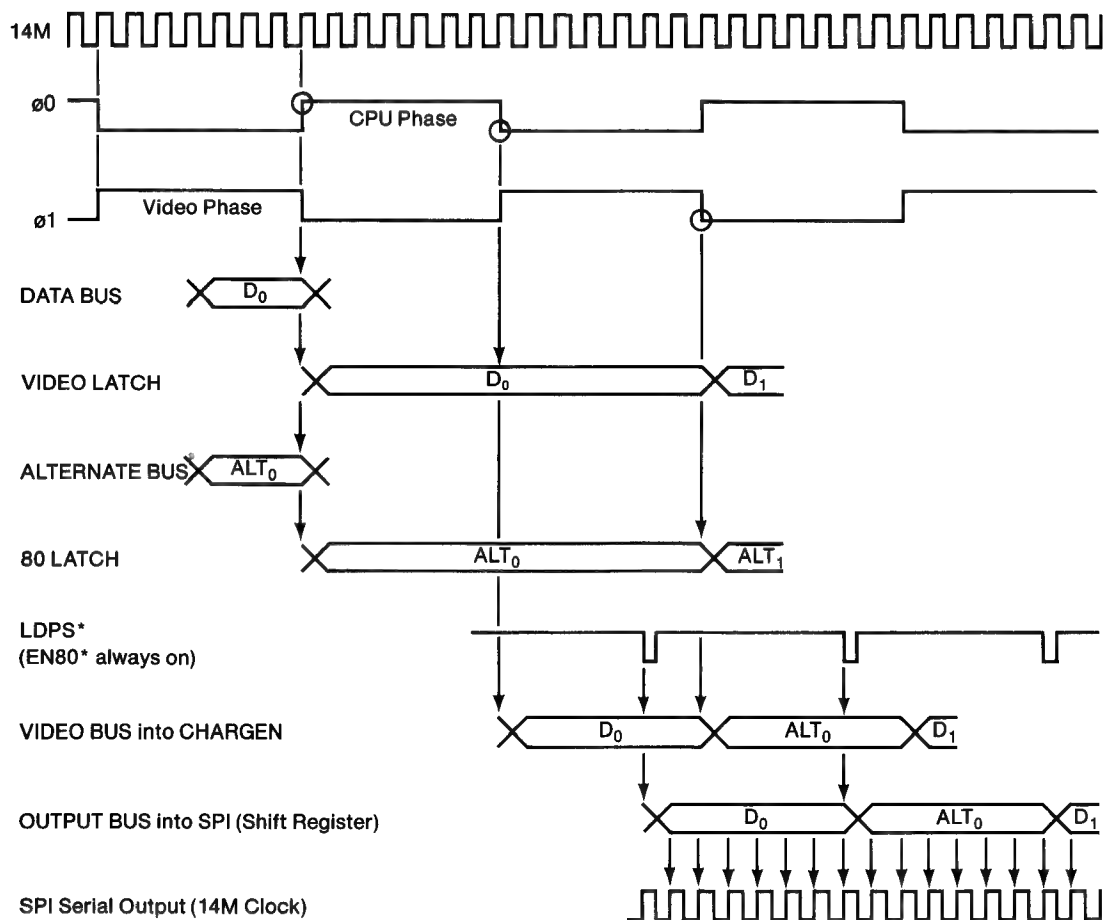 14M
ø0
CPU Phase
Video Phase
ø1
DATA BUS
D₀
VIDEO LATCH
D₀
D₁
ALTERNATE BUS
ALT₀
80 LATCH
ALT₀
ALT₁
LDPS*
(EN80* always on)
VIDEO BUS into CHARGEN
D₀
ALT₀
D₁
OUTPUT BUS into SPI (Shift Register)
D₀
ALT₀
D₁
SPI Serial Output (14M Clock)